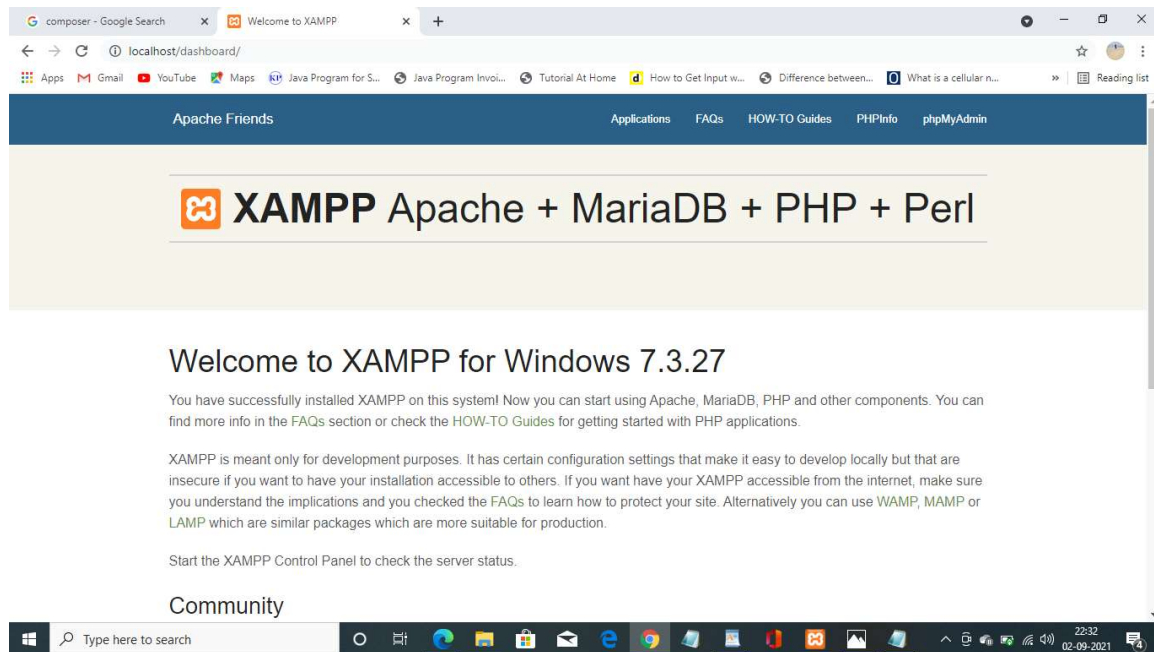 composer - Google Search
Welcome to XAMPP
localhost/dashboard/
Apps Gmail YouTube Maps Java Program for S... Java Program Invoi... Tutorial At Home How to Get Input w... Difference between... What is a cellular n... » Reading list
Apache Friends Applications FAQs HOW-TO Guides PHPInfo phpMyAdmin
XAMPP Apache + MariaDB + PHP + Perl
Welcome to XAMPP for Windows 7.3.27
You have successfully installed XAMPP on this system! Now you can start using Apache, MariaDB, PHP and other components. You can
find more info in the FAQs section or check the HOW-TO Guides for getting started with PHP applications.
XAMPP is meant only for development purposes. It has certain configuration settings that make it easy to develop locally but that are
insecure if you want to have your installation accessible to others. If you want have your XAMPP accessible from the internet, make sure
you understand the implications and you checked the FAQs to learn how to protect your site. Alternatively you can use WAMP, MAMP or
LAMP which are similar packages which are more suitable for production.
Start the XAMPP Control Panel to check the server status.
Community
Type here to search
22:32
02-09-2021
4